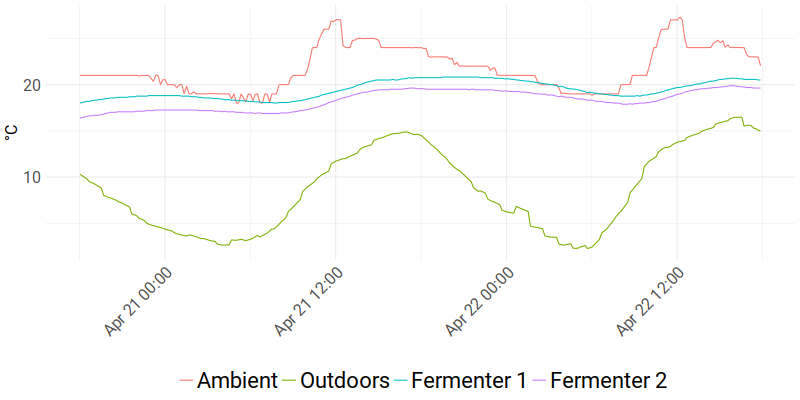 20
10
°C
Apr 21 00:00
Apr 21 12:00
Apr 22 00:00
Apr 22 12:00
Ambient Outdoors Fermenter 1 Fermenter 2